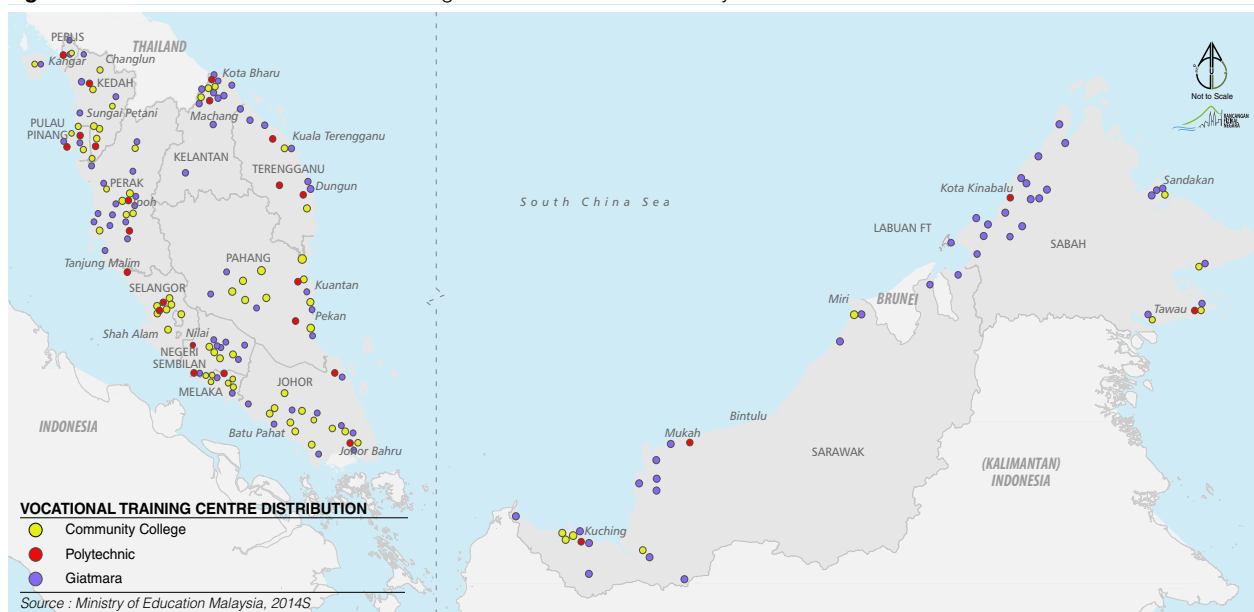 THAILAND
PERLIS
Kangar
Changlun
KEDAH
Kota Bharu
Sungai Petani
Machang
PULAU
PINANG
Kuala Terengganu
KELANTAN
TERENGGANU
PERAK
Ipoh
Dungun
South China Sea
Kota Kinabalu
Sandakan
LABUAN FT
SABAH
Tanjung Malim
PAHANG
SELANGOR
Kuantan
Pekan
Miri
BRUNEI
Tawau
Shah Alam
Nilai
NEGERI
SEMBILAN
MELAKA
JOHOR
Batu Pahat
Johor Bahru
INDONESIA
Bintulu
Mukah
SARAWAK
(KALIMANTAN)
INDONESIA
Kuching
Not to Scale
RANCANGAN
FIZIKAL
NEGARA
VOCATIONAL TRAINING CENTRE DISTRIBUTION
Community College
Polytechnic
Giatmara
Source : Ministry of Education Malaysia, 2014S